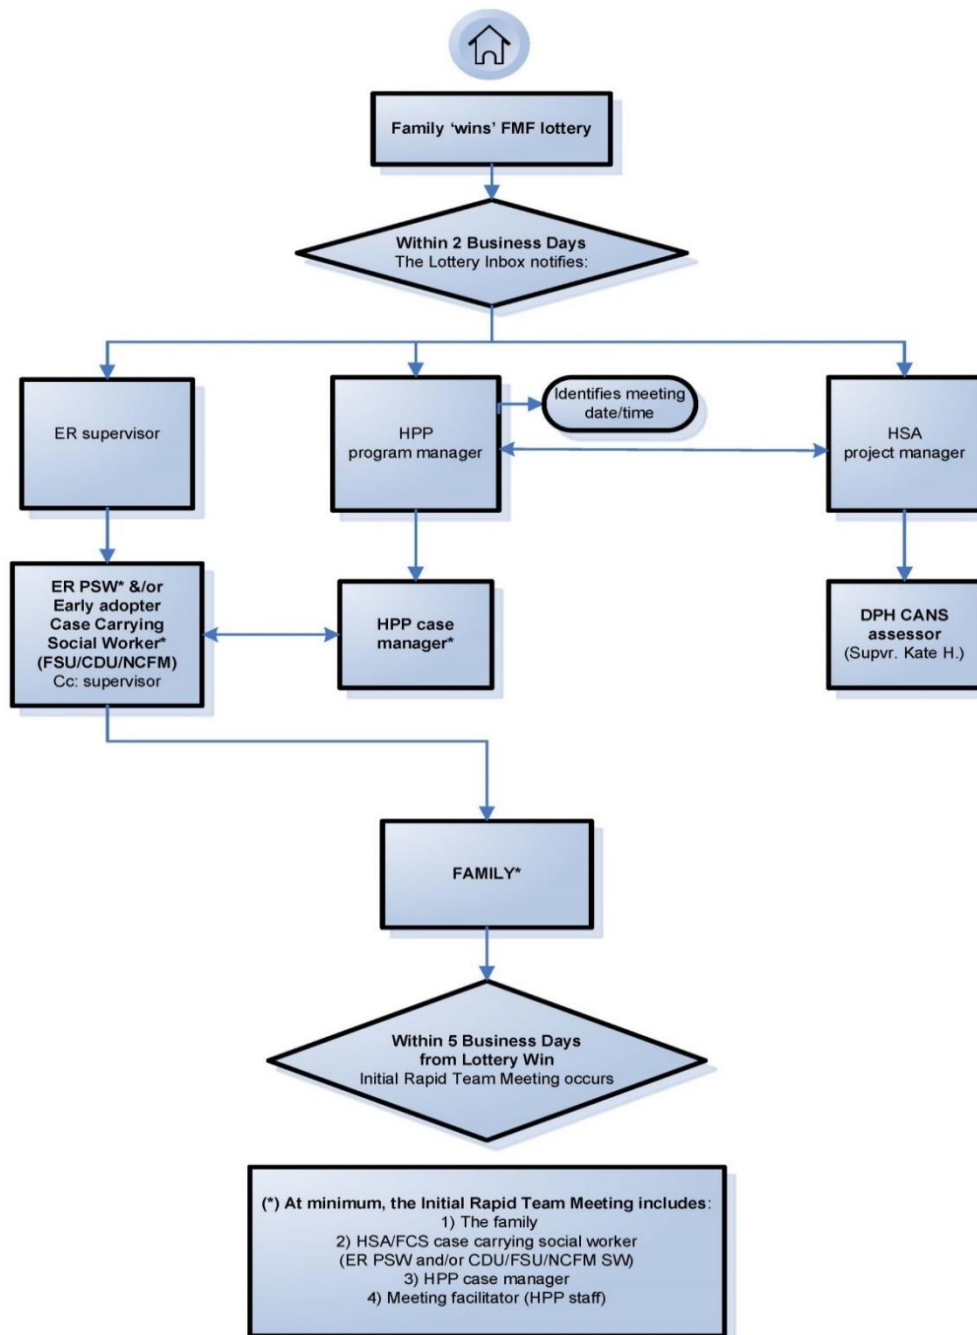 Family ‘wins’ FMF lottery
Within 2 Business Days
The Lottery Inbox notifies:
ER supervisor
HPP
program manager
Identifies meeting
date/time
HSA
project manager
ER PSW* &/or
Early adopter
Case Carrying
Social Worker*
(FSU/CDU/NCFM)
Cc: supervisor
HPP case
manager*
DPH CANS
assessor
(Supvr. Kate H.)
FAMILY*
Within 5 Business Days
from Lottery Win
Initial Rapid Team Meeting occurs
(*) At minimum, the Initial Rapid Team Meeting includes:
1) The family
2) HSA/FCS case carrying social worker
(ER PSW and/or CDU/FSU/NCFM SW)
3) HPP case manager
4) Meeting facilitator (HPP staff)